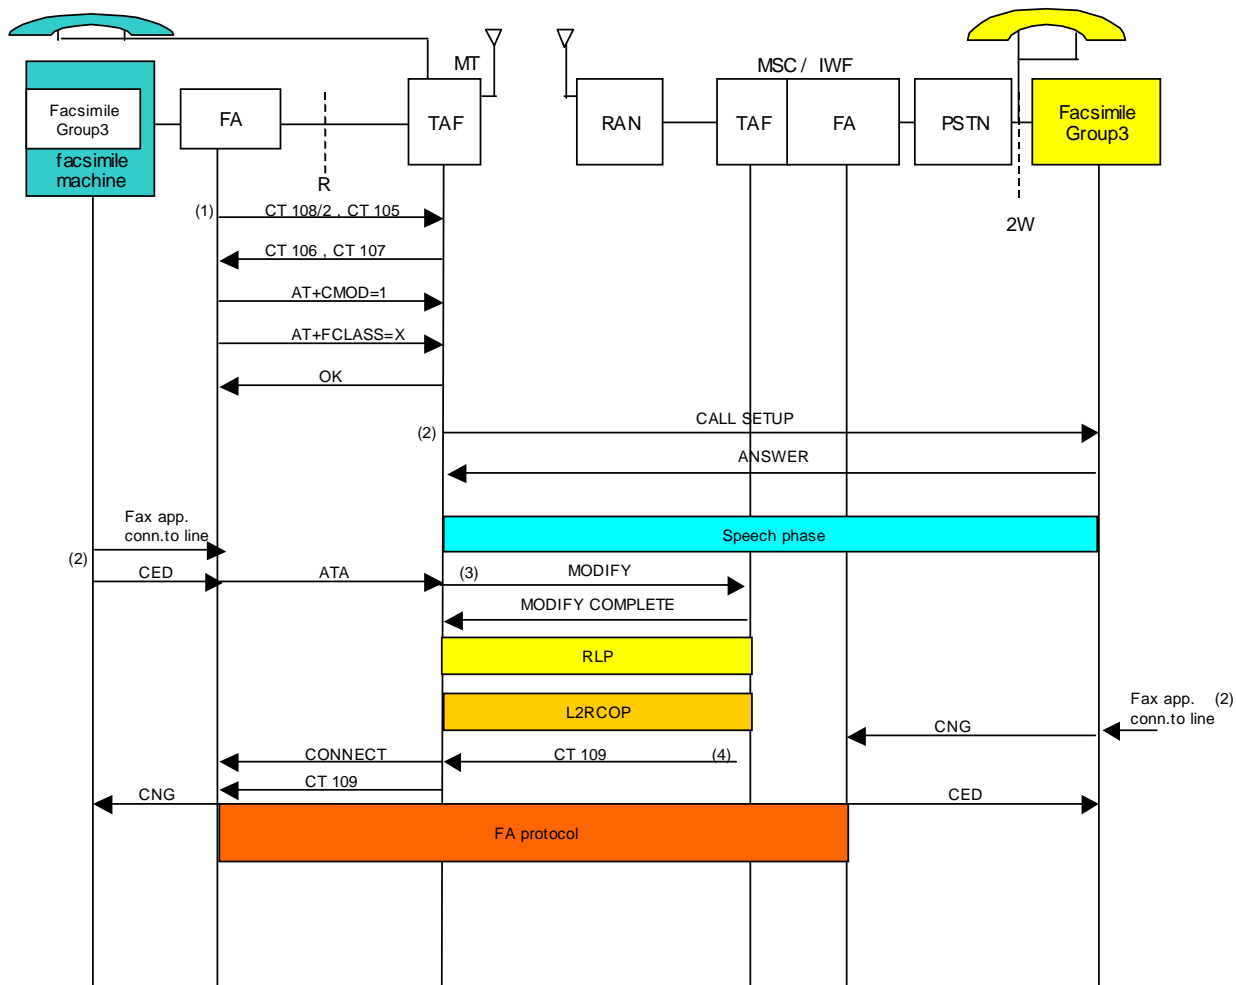 MT
MSC / IWF
Facsimile
Group3
facsimile
machine
FA
TAF
RAN
TAF
FA
PSTN
Facsimile
Group3
R
2W
(1)
CT 108/2 , CT 105
CT 106 , CT 107
AT+CMOD=1
AT+FCLASS=X
OK
(2)
CALL SETUP
ANSWER
Fax app.
conn.to line
(2)
Speech phase
CED
ATA
(3)
MODIFY
MODIFY COMPLETE
RLP
L2RCOP
Fax app. (2)
conn.to line
CNG
CONNECT
CT 109
(4)
CT 109
CNG
CED
FA protocol